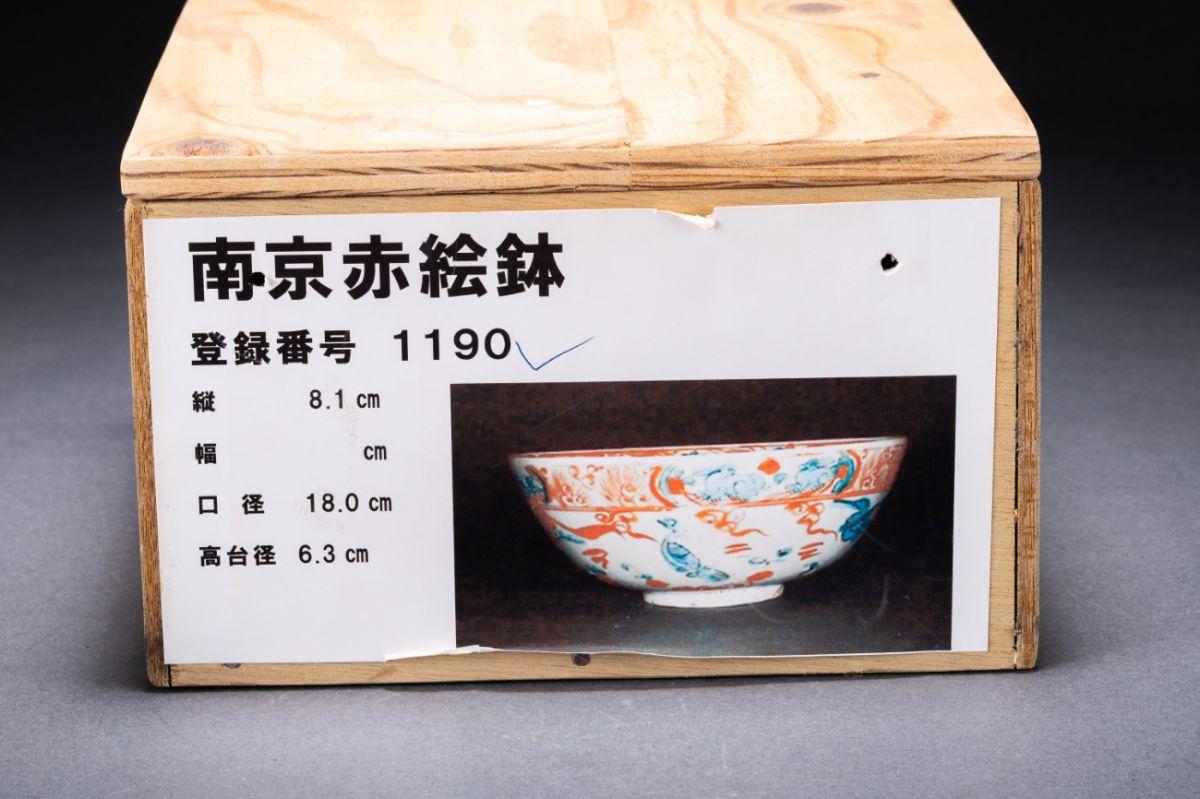 南京赤絵鉢
登録番号 1190
縦 8.1 cm
幅 cm
口径 18.0 cm
高台径 6.3 cm